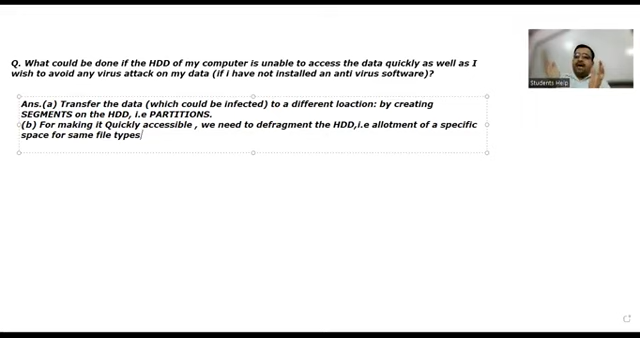 Q. What could be done if the HDD of my computer is unable to access the data quickly as well as I
wish to avoid any virus attack on my data (if i have not installed an anti virus software)?
Students Help
Ans.(a) Transfer the data (which could be infected) to a different loaction: by creating
SEGMENTS on the HDD, i.e PARTITIONS.
(b) For making it Quickly accessible , we need to defragment the HDD,i.e allotment of a specific
space for same file types